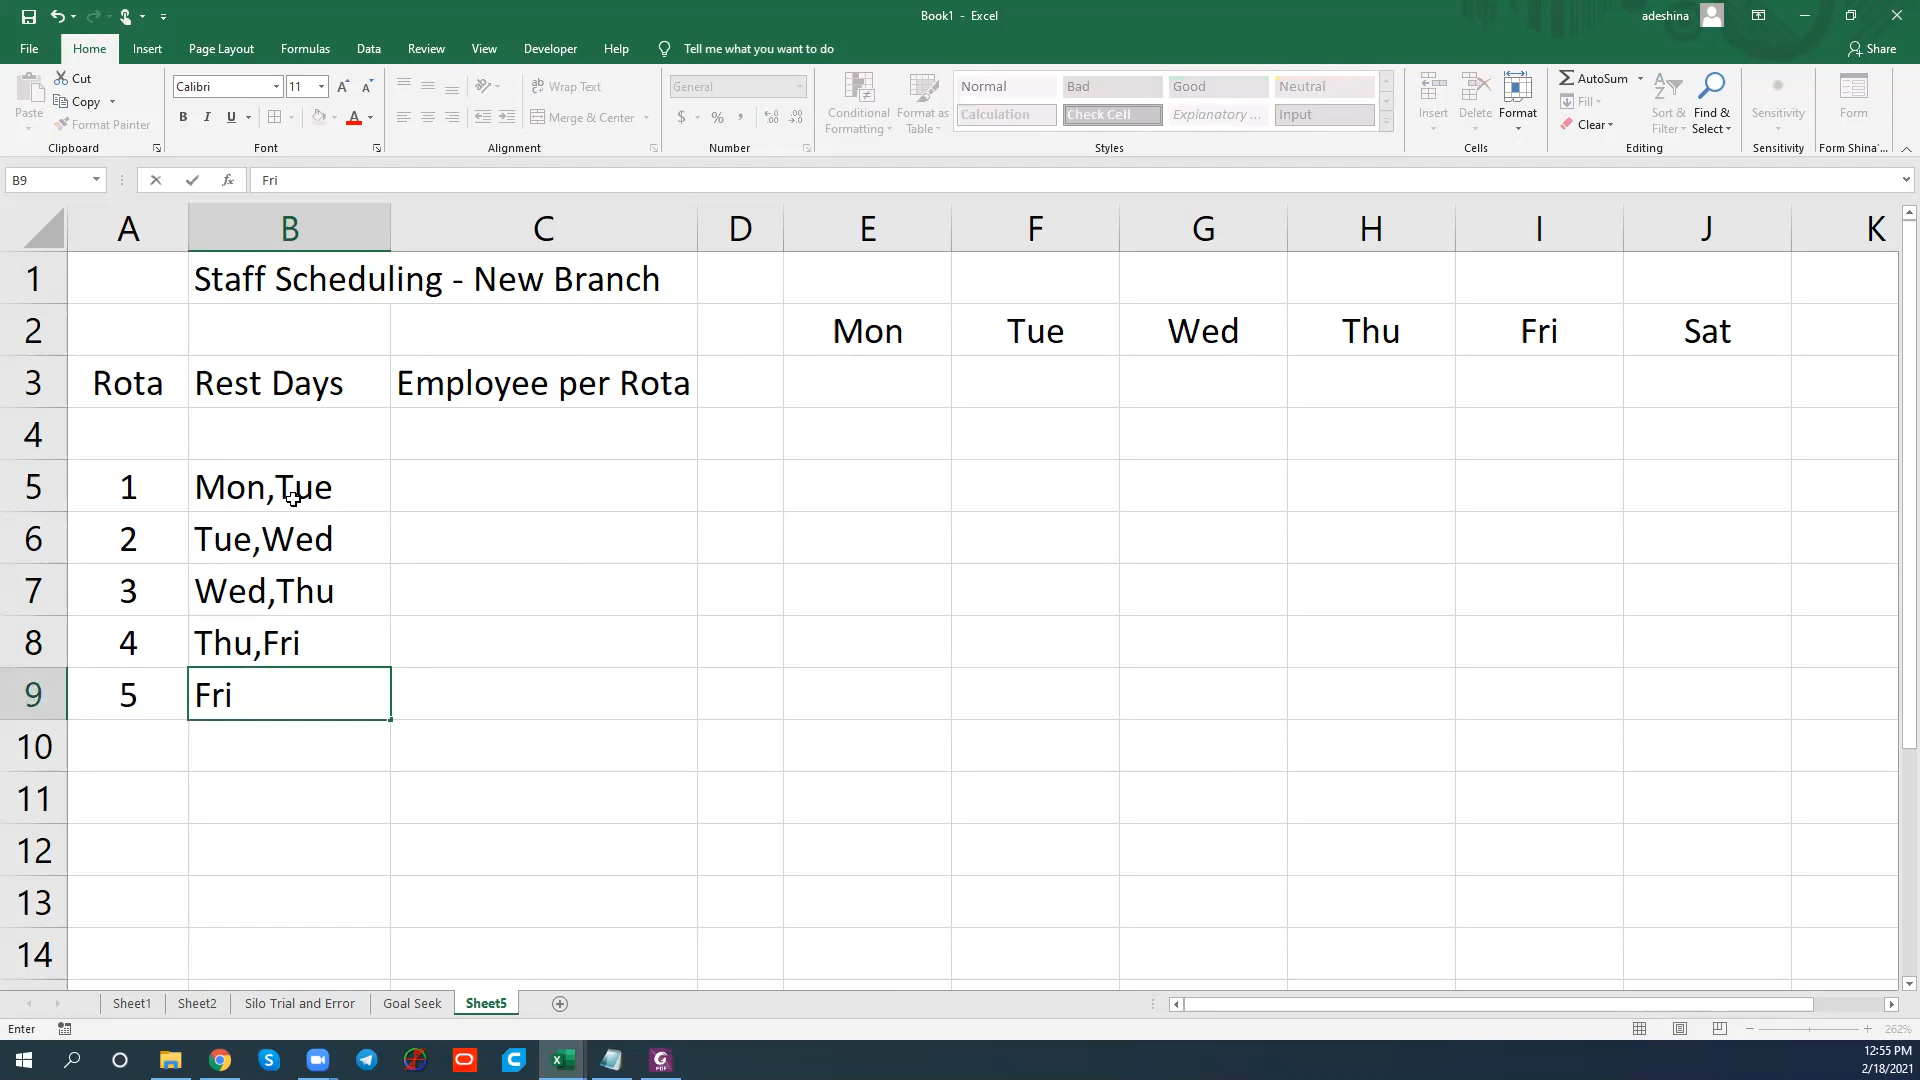 Book1 - Excel
adeshina
File Home Insert Page Layout Formulas Data Review View Developer Help Tell me what you want to do Share
Paste
Cut
Copy
Format Painter
Clipboard
Calibri 11
B I U
Font
Wrap Text
Merge & Center
Alignment
General
$ % ,
Number
Conditional Formatting
Format as Table
Normal Bad Good Neutral
Calculation Check Cell Explanatory ... Input
Styles
Insert Delete Format
Cells
AutoSum
Fill
Clear
Sort & Filter
Find & Select
Editing
Sensitivity
Sensitivity
Form
Form Shina'...
B9 fx Fri
A B C D E F G H I J K
1 Staff Scheduling - New Branch
2 Mon Tue Wed Thu Fri Sat
3 Rota Rest Days Employee per Rota
4
5 1 Mon,Tue
6 2 Tue,Wed
7 3 Wed,Thu
8 4 Thu,Fri
9 5 Fri
10
11
12
13
14
Sheet1 Sheet2 Silo Trial and Error Goal Seek Sheet5
Enter
262%
12:55 PM
2/18/2021